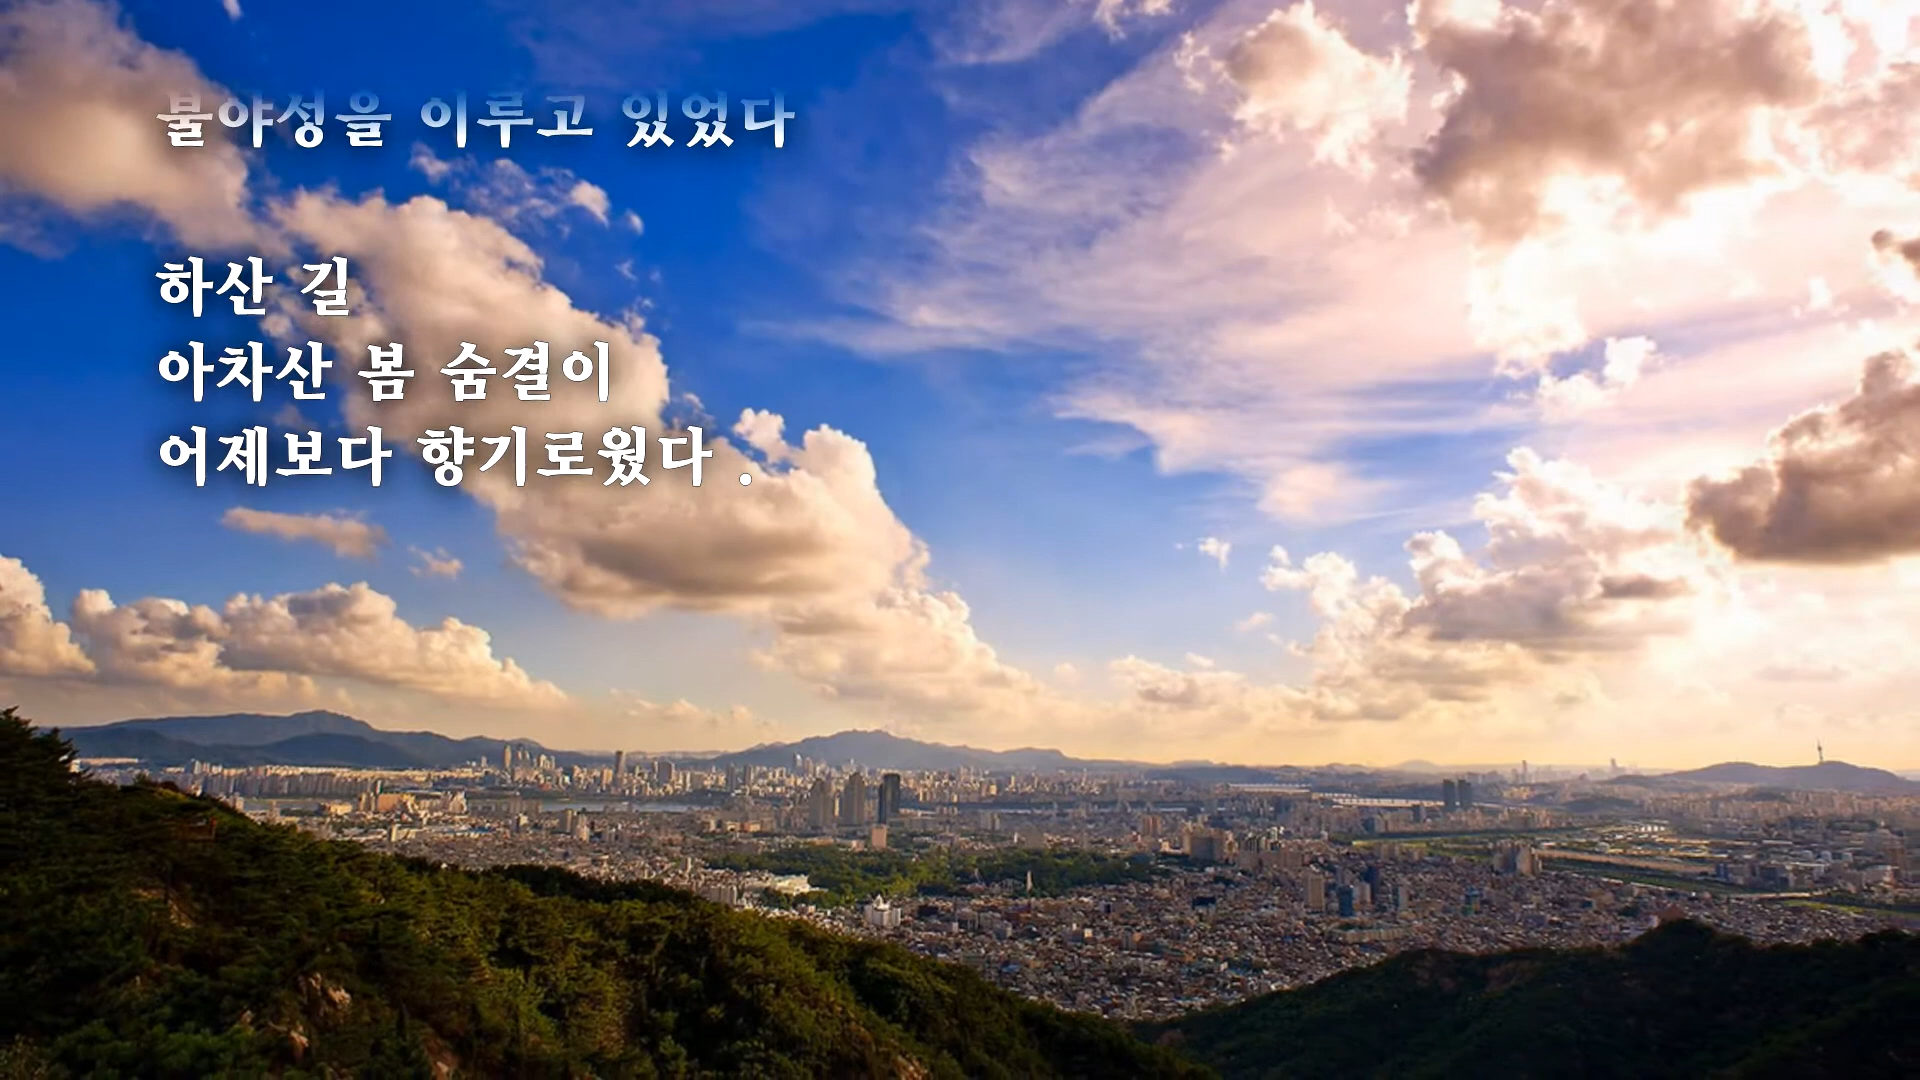 불야성을 이루고 있었다
하산 길
아차산 봄 숨결이
어제보다 향기로웠다 .